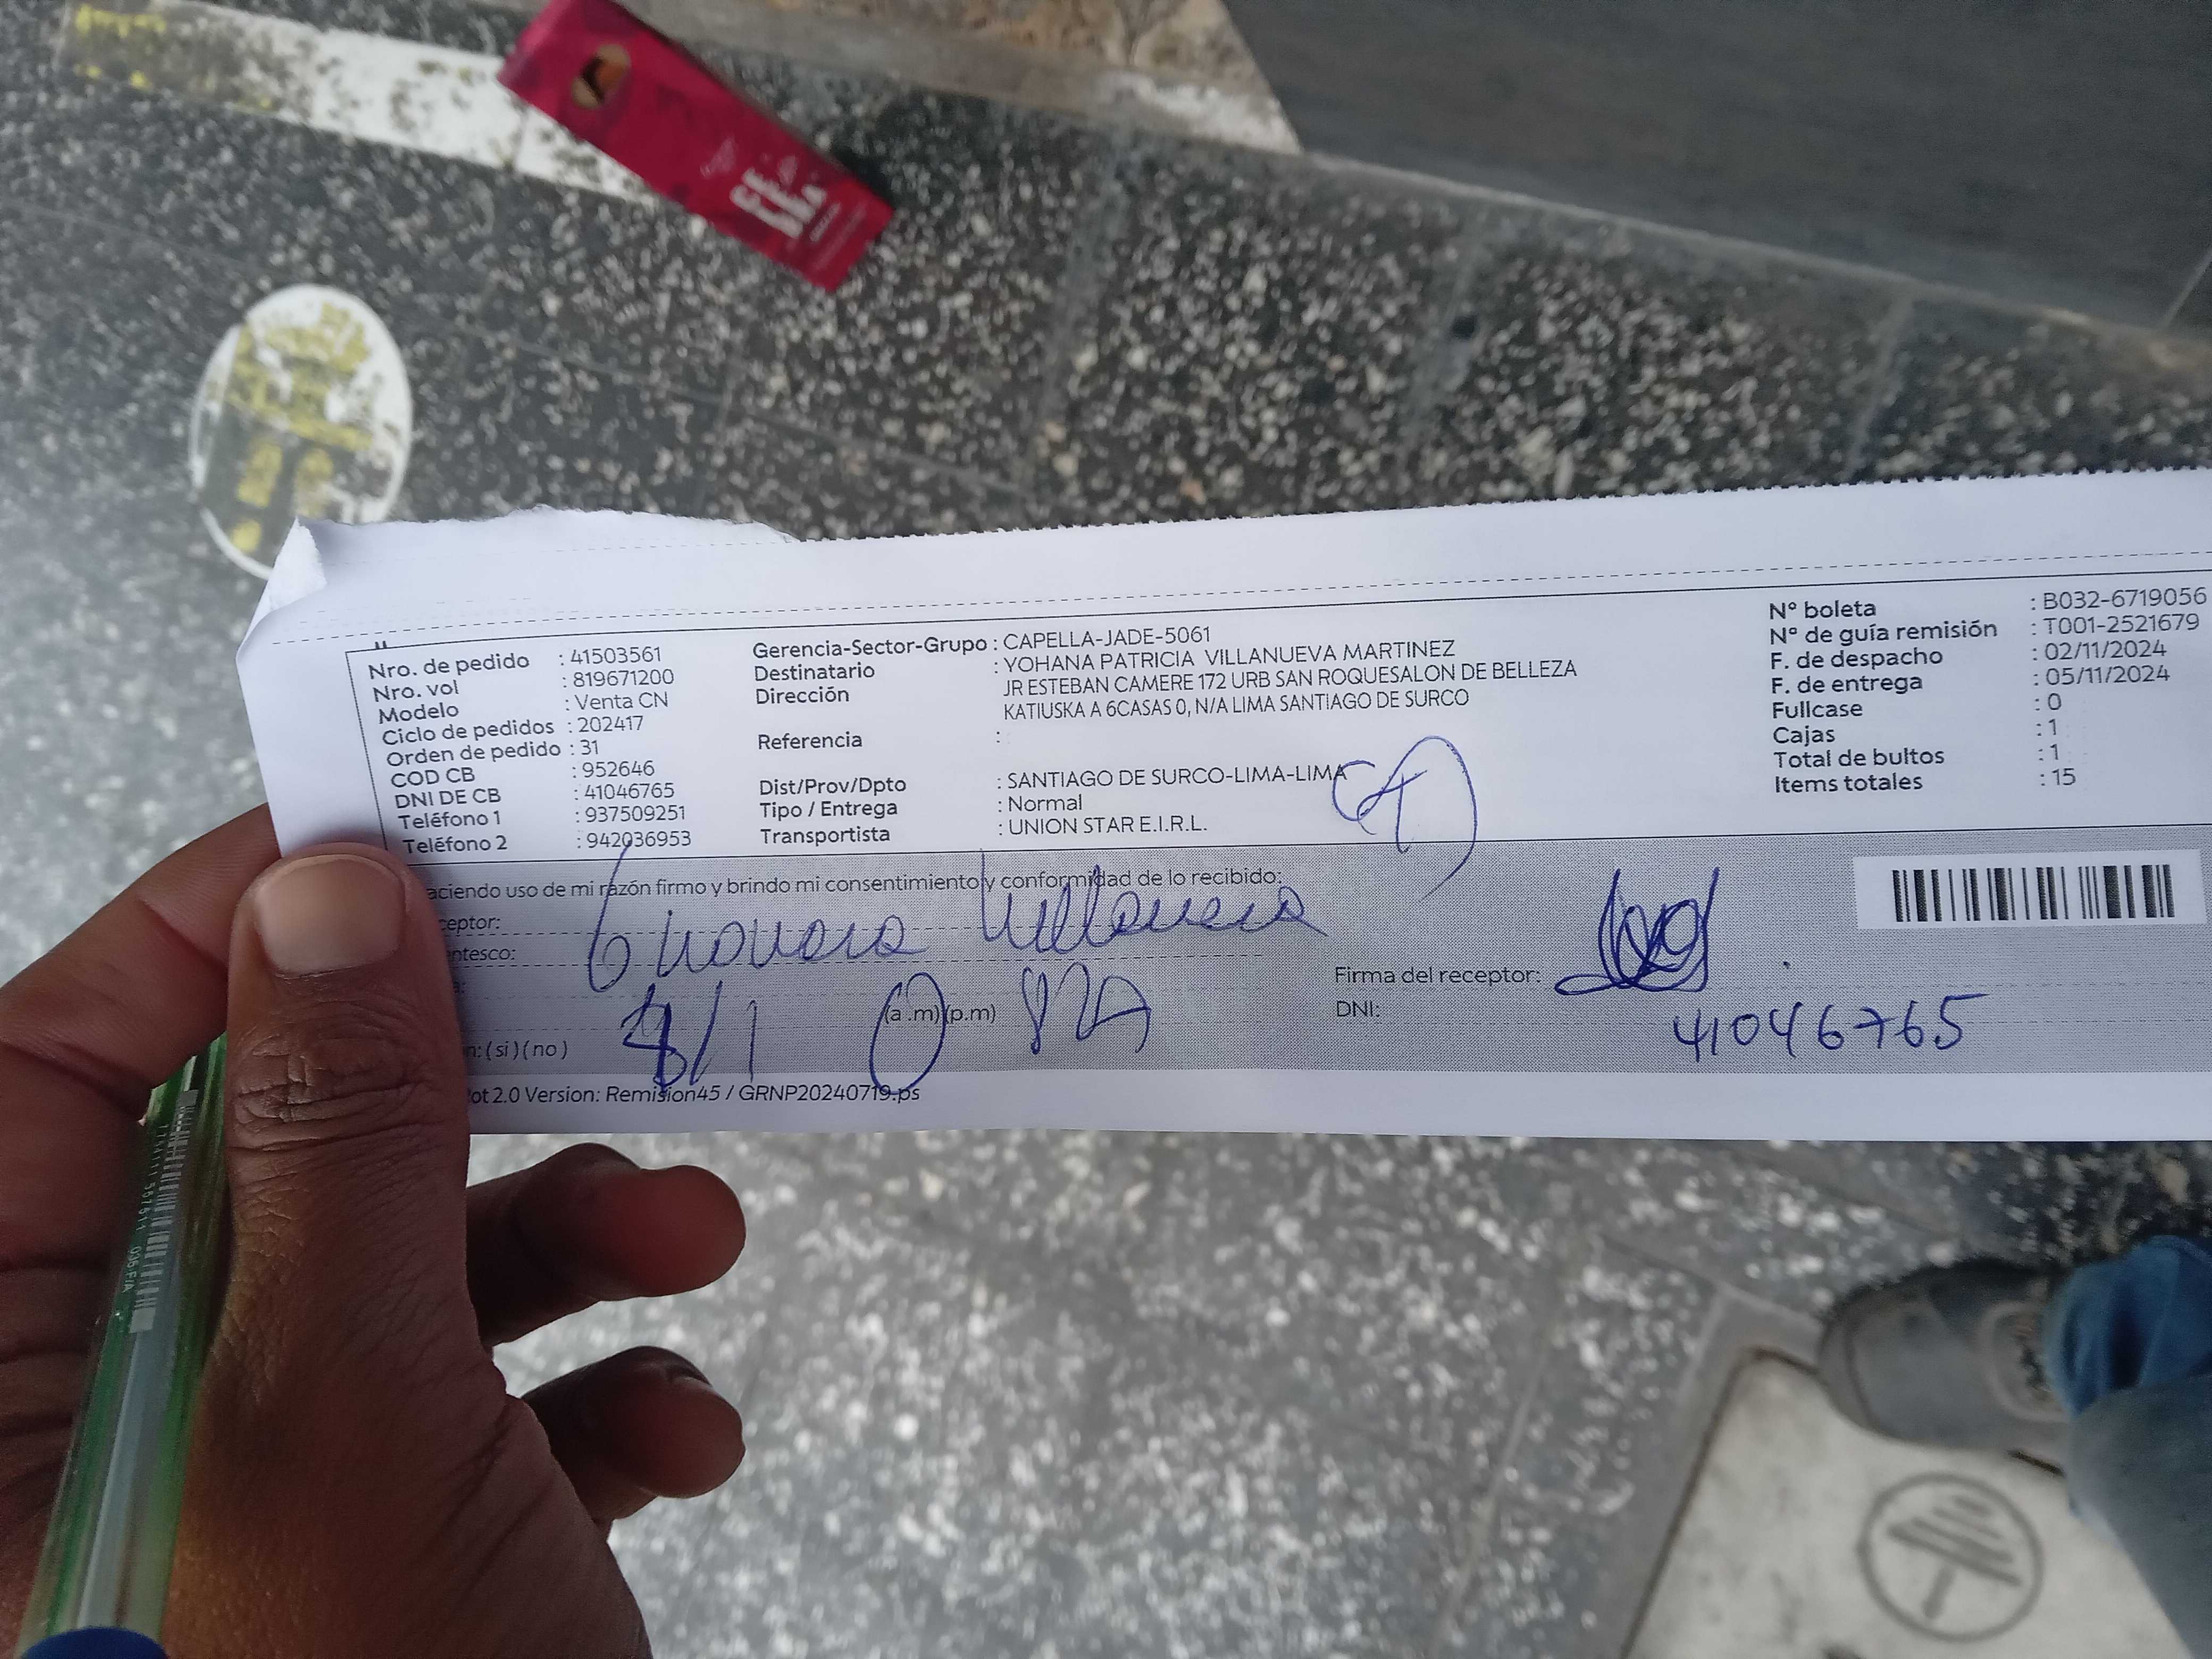 Nro. de pedido : 41503561
Nro. vol : 819671200
Modelo : Venta CN
Ciclo de pedidos : 202417
Orden de pedido : 31
COD CB : 952646
DNI DE CB : 41046765
Teléfono 1 : 937509251
Teléfono 2 : 942036953
Gerencia-Sector-Grupo : CAPELLA-JADE-5061
Destinatario : YOHANA PATRICIA VILLANUEVA MARTINEZ
Dirección JR ESTEBAN CAMERE 172 URB SAN ROQUESALON DE BELLEZA
KATIUSKA A 6CASAS 0, N/A LIMA SANTIAGO DE SURCO
Referencia :
Dist/Prov/Dpto : SANTIAGO DE SURCO-LIMA-LIMA
Tipo / Entrega : Normal
Transportista : UNION STAR E.I.R.L.
N° boleta : B032-6719056
N° de guía remisión : T001-2521679
F. de despacho : 02/11/2024
F. de entrega : 05/11/2024
Fullcase : 0
Cajas : 1
Total de bultos : 1
Items totales : 15
aciendo uso de mi razón firmo y brindo mi consentimiento y conformidad de lo recibido:
ceptor:
ntesco:
a:
(a.m)(p.m)
n: ( si ) ( no )
Firma del receptor:
DNI: 41046765
ot 2.0 Version: Remision45 / GRNP20240719.ps